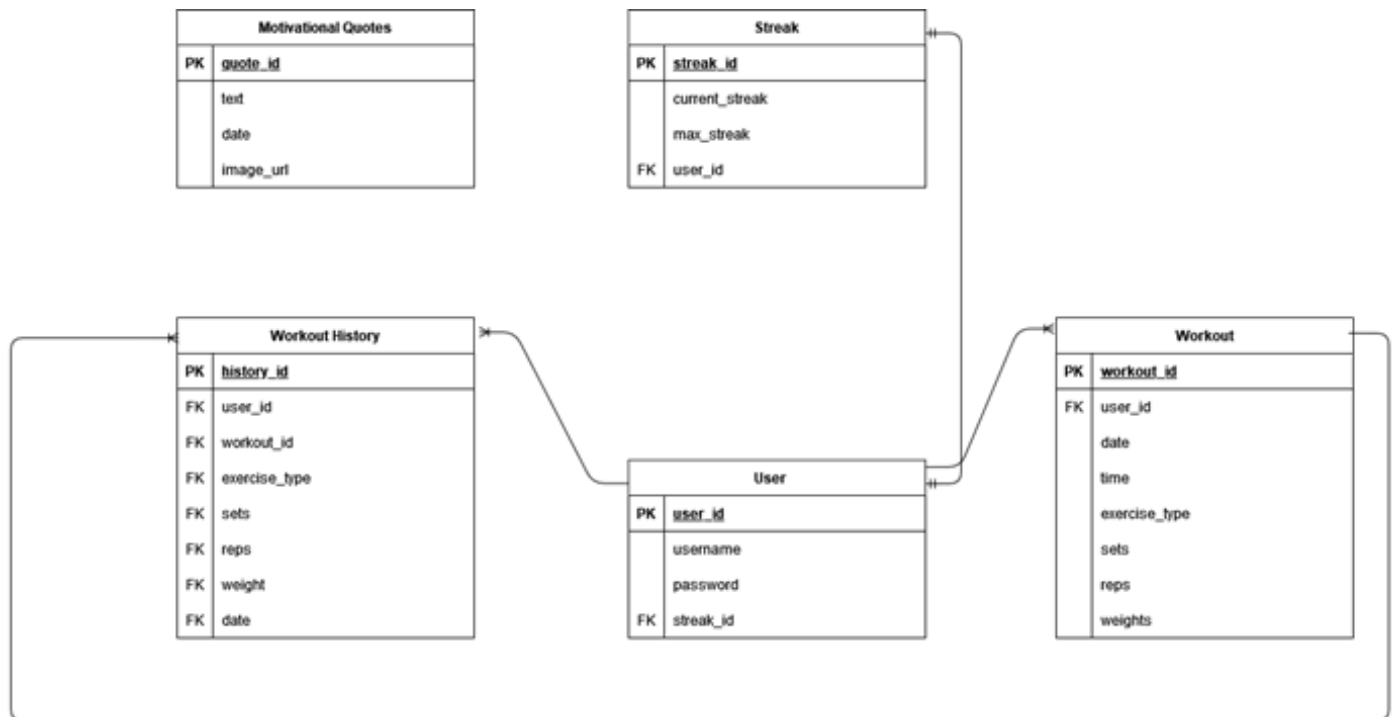 Motivational Quotes
PK quote_id
text
date
image_url
Streak
PK streak_id
current_streak
max_streak
FK user_id
Workout History
PK history_id
FK user_id
FK workout_id
FK exercise_type
FK sets
FK reps
FK weight
FK date
User
PK user_id
username
password
FK streak_id
Workout
PK workout_id
FK user_id
date
time
exercise_type
sets
reps
weights